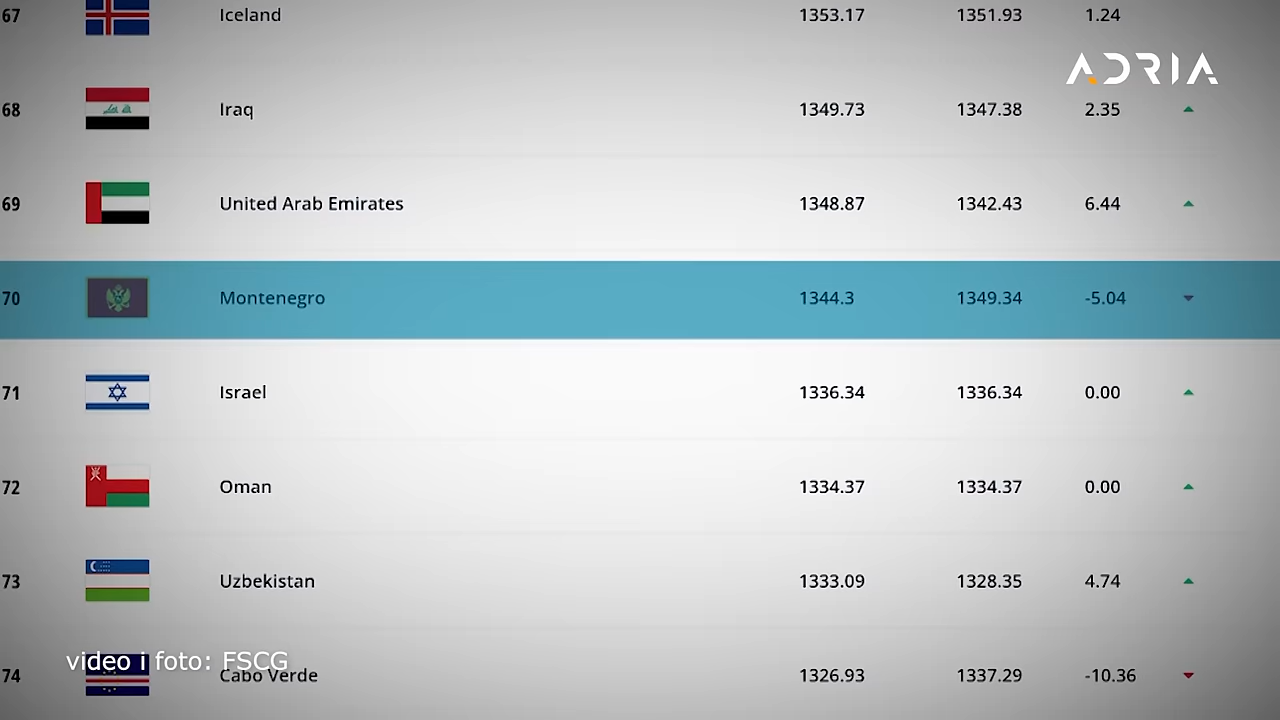 67 Iceland 1353.17 1351.93 1.24
ADRIA
68 Iraq 1349.73 1347.38 2.35
69 United Arab Emirates 1348.87 1342.43 6.44
70 Montenegro 1344.3 1349.34 -5.04
71 Israel 1336.34 1336.34 0.00
72 Oman 1334.37 1334.37 0.00
73 Uzbekistan 1333.09 1328.35 4.74
video i foto: FSCG
74 Cabo Verde 1326.93 1337.29 -10.36